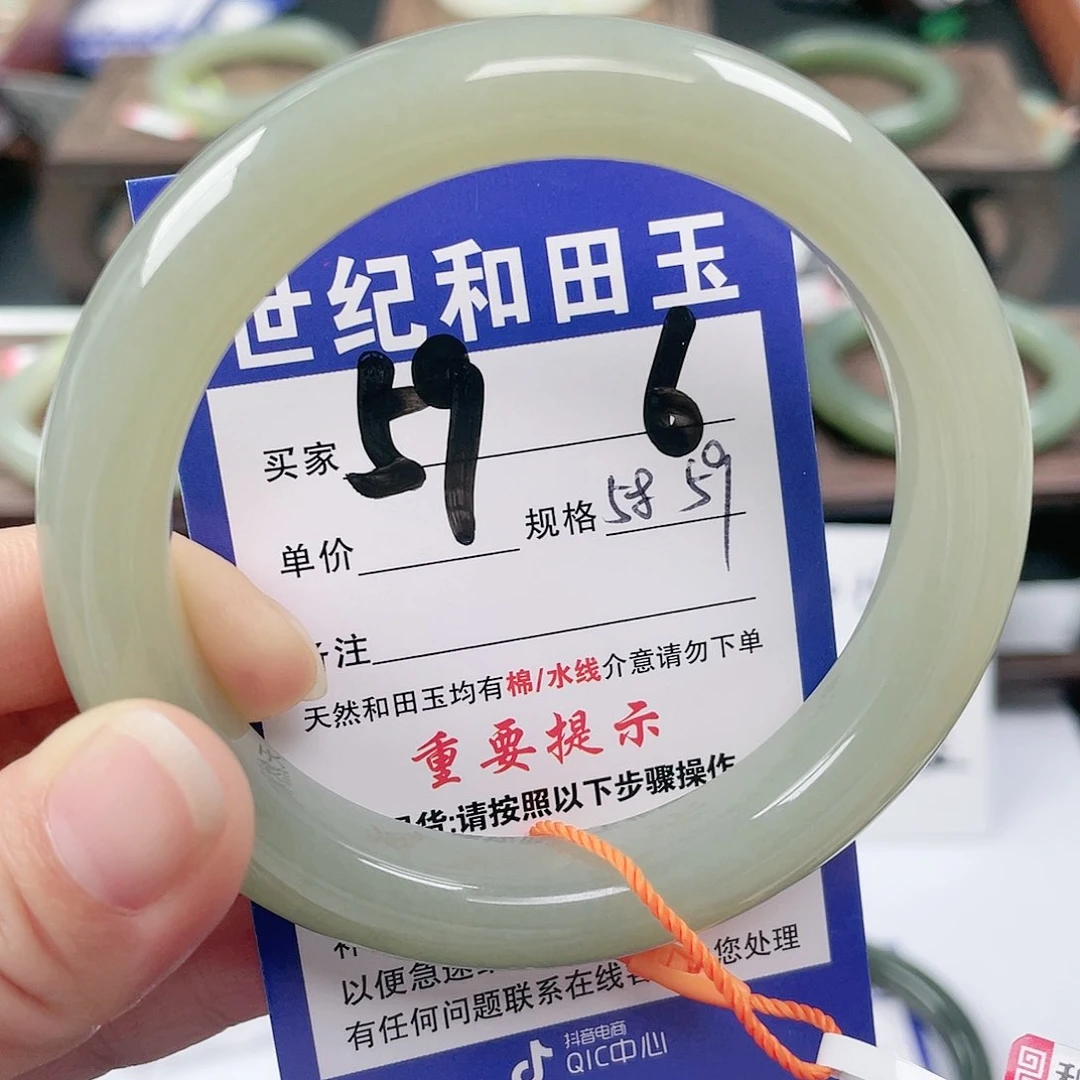 世纪和田玉
买家 59 6
单价 规格 58 59
备注
天然和田玉均有棉/水线介意请勿下单
重要提示
货:请按照以下步骤操作
以便急速
您处理
有任何问题联系在线客
抖音电商
QIC中心